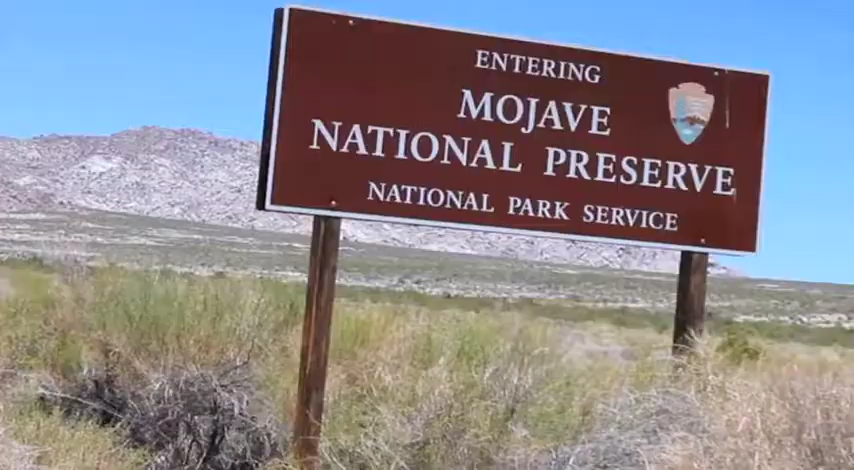 ENTERING
MOJAVE
NATIONAL PRESERVE
NATIONAL PARK SERVICE